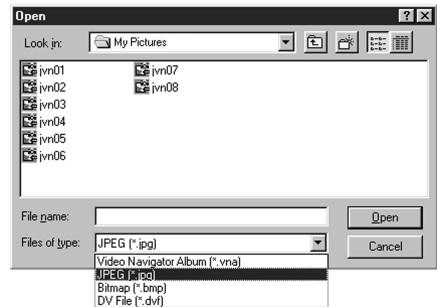 Open
Look in: My Pictures
jvn01 jvn07
jvn02 jvn08
jvn03
jvn04
jvn05
jvn06
File name: Open
Files of type: JPEG (*.jpg) Cancel
Video Navigator Album (*.vna)
JPEG (*.jpg)
Bitmap (*.bmp)
DV File (*.dvf)